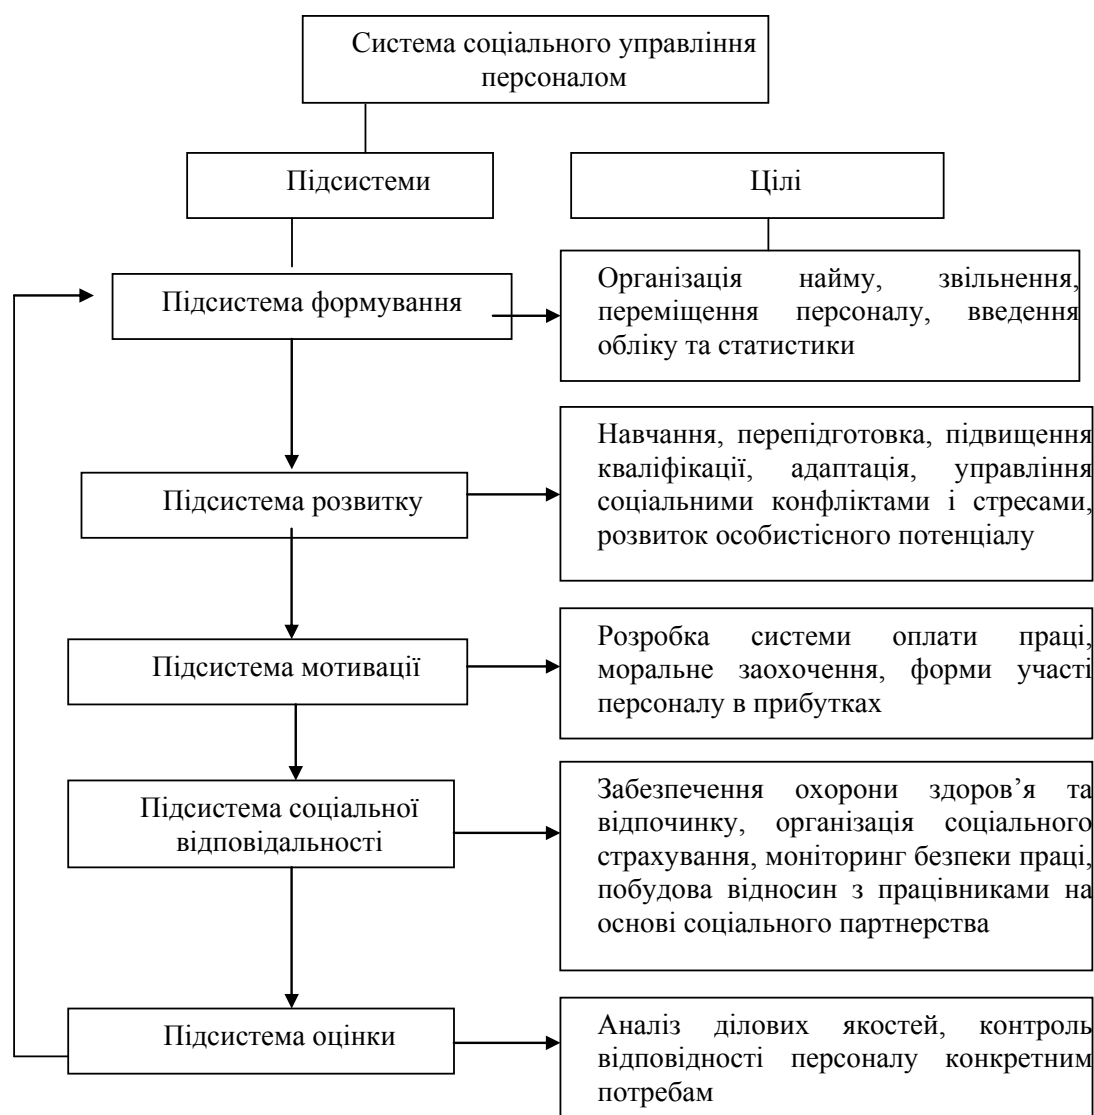 Система соціального управління
персоналом
Підсистеми
Цілі
Підсистема формування
Організація найму, звільнення,
переміщення персоналу, введення
обліку та статистики
Підсистема розвитку
Навчання, перепідготовка, підвищення
кваліфікації, адаптація, управління
соціальними конфліктами і стресами,
розвиток особистісного потенціалу
Підсистема мотивації
Розробка системи оплати праці,
моральне заохочення, форми участі
персоналу в прибутках
Підсистема соціальної
відповідальності
Забезпечення охорони здоров’я та
відпочинку, організація соціального
страхування, моніторинг безпеки праці,
побудова відносин з працівниками на
основі соціального партнерства
Підсистема оцінки
Аналіз ділових якостей, контроль
відповідності персоналу конкретним
потребам